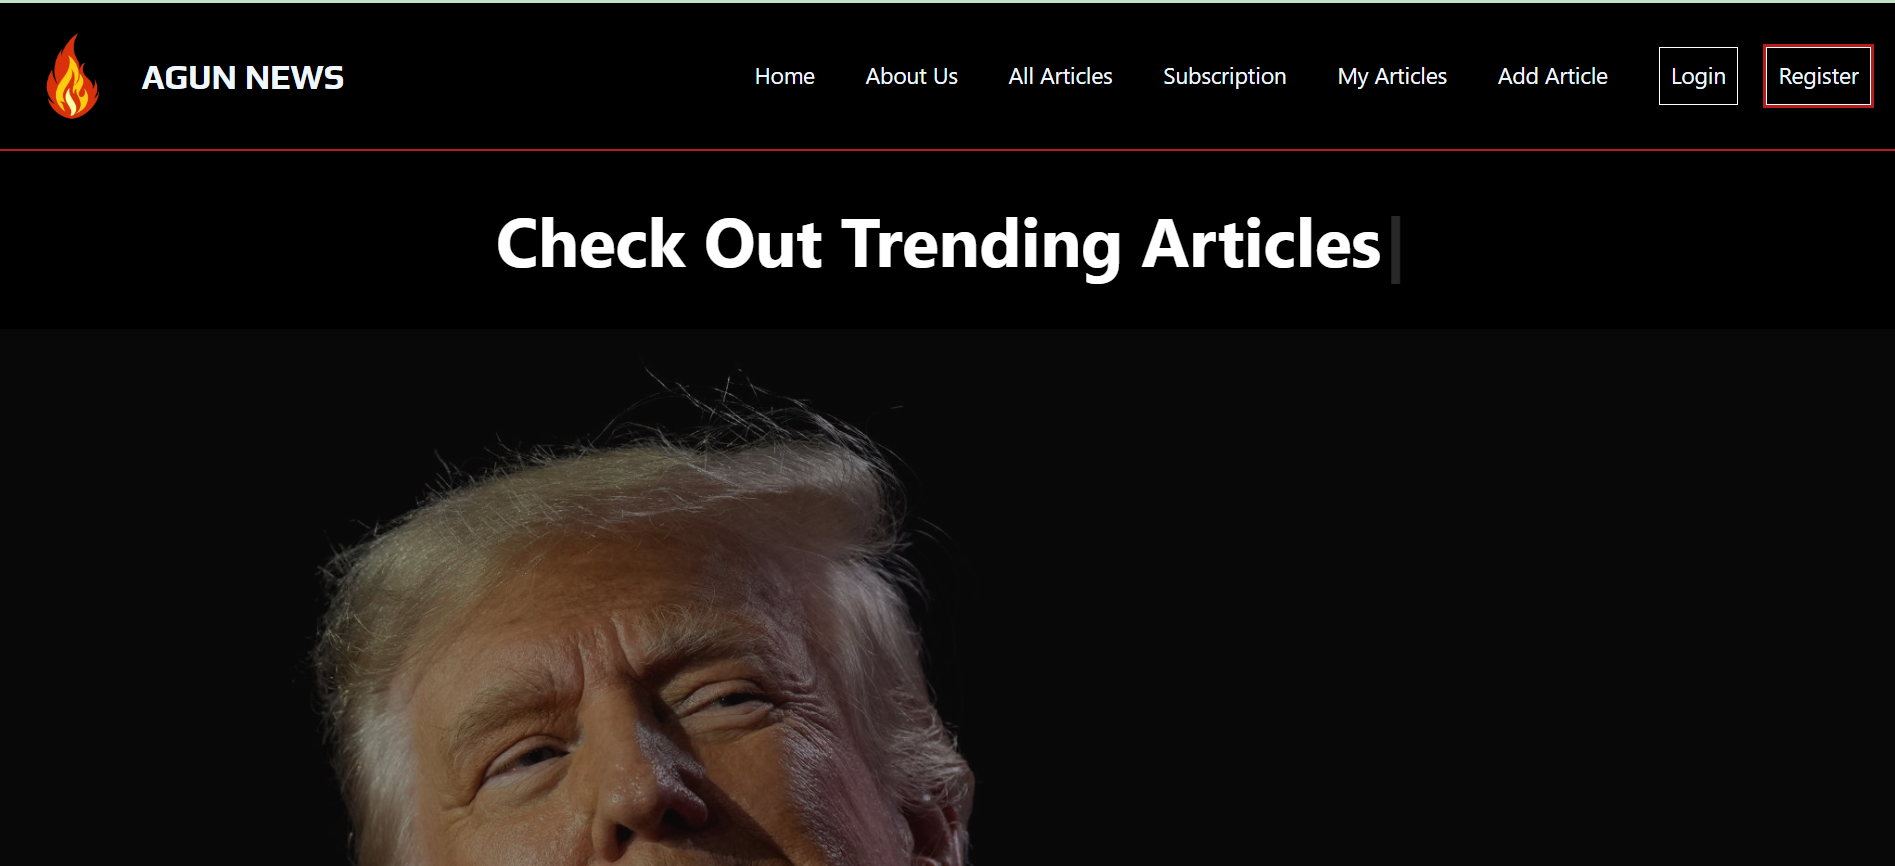 AGUN NEWS
Home About Us All Articles Subscription My Articles Add Article Login Register
Check Out Trending Articles